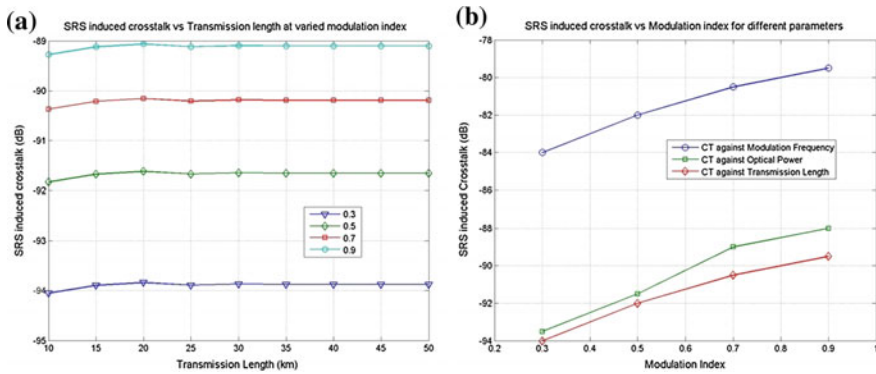 (a)
SRS induced crosstalk vs Transmission length at varied modulation index
SRS induced crosstalk (dB)
-89
-90
-91
-92
-93
-94
-95
0.3
0.5
0.7
0.9
10 15 20 25 30 35 40 45 50
Transmission Length (km)
(b)
SRS induced crosstalk vs Modulation index for different parameters
SRS induced Crosstalk (dB)
-78
-80
-82
-84
-86
-88
-90
-92
-94
CT against Modulation Frequency
CT against Optical Power
CT against Transmission Length
0.2 0.3 0.4 0.5 0.6 0.7 0.8 0.9 1
Modulation Index